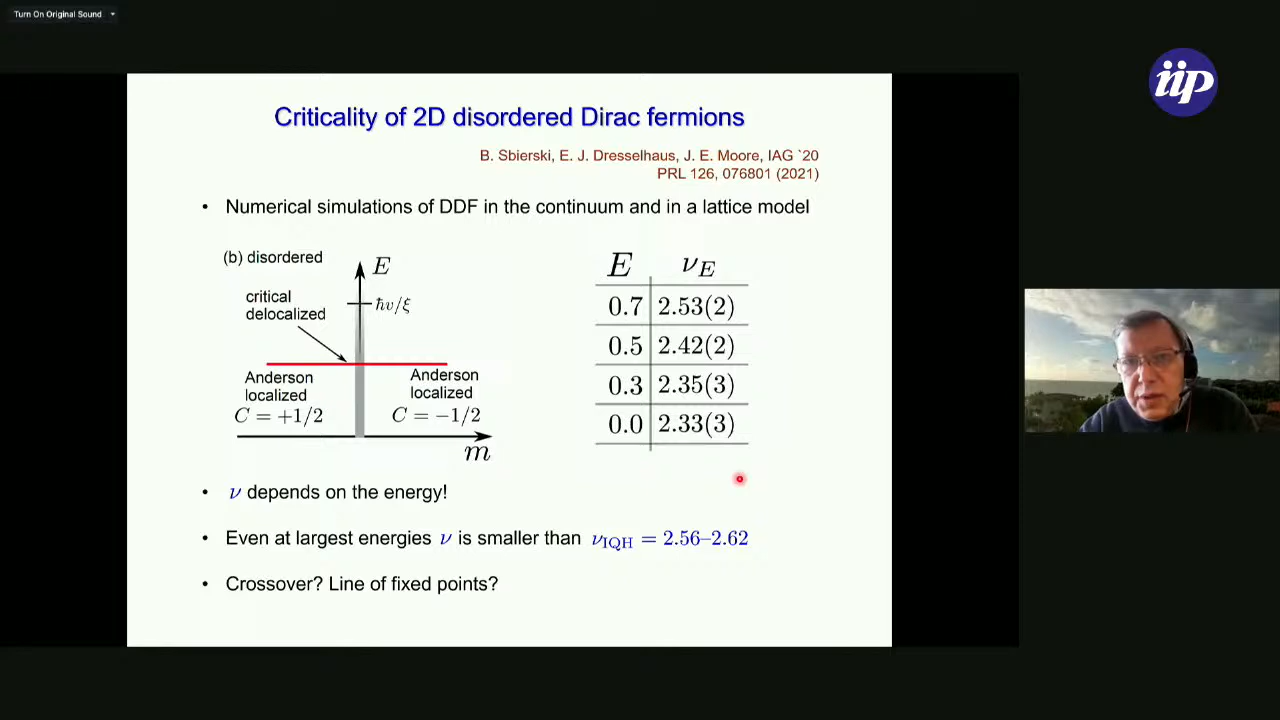 Turn On Original Sound
iip
Criticality of 2D disordered Dirac fermions
B. Sbierski, E. J. Dresselhaus, J. E. Moore, IAG `20
PRL 126, 076801 (2021)
• Numerical simulations of DDF in the continuum and in a lattice model
(b) disordered
E
critical
delocalized
ħv/ξ
Anderson
localized
C = +1/2
Anderson
localized
C = −1/2
m
E ν_E
0.7 2.53(2)
0.5 2.42(2)
0.3 2.35(3)
0.0 2.33(3)
• ν depends on the energy!
• Even at largest energies ν is smaller than ν_IQH = 2.56–2.62
• Crossover? Line of fixed points?